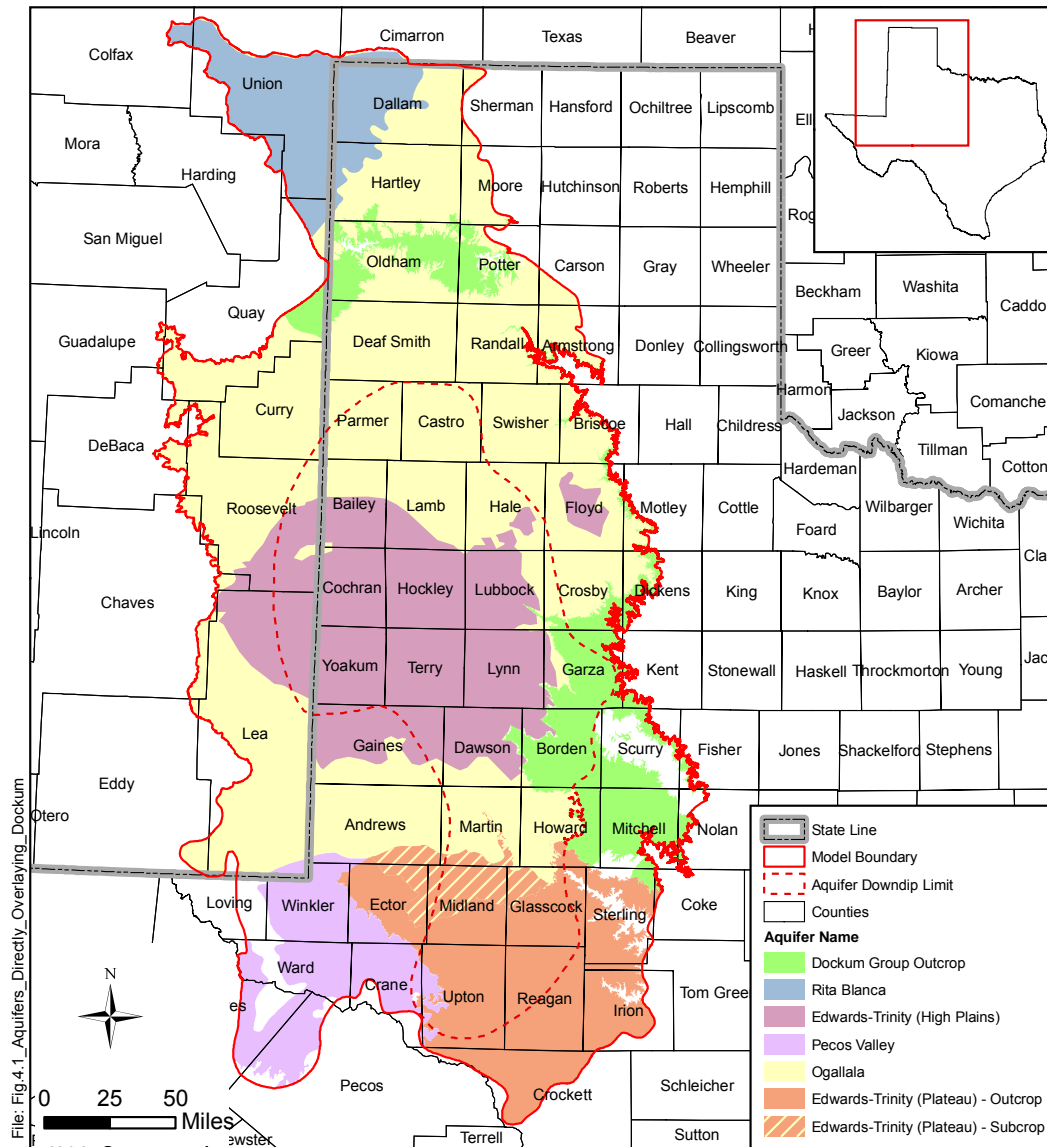 Colfax
Cimarron
Texas
Beaver
Union
Dallam
Sherman
Hansford
Ochiltree
Lipscomb
Mora
Harding
Hartley
Moore
Hutchinson
Roberts
Hemphill
San Miguel
Oldham
Potter
Carson
Gray
Wheeler
Beckham
Washita
Caddo
Quay
Guadalupe
Deaf Smith
Randall
Armstrong
Donley
Collingsworth
Greer
Kiowa
Harmon
Jackson
Comanche
Curry
Parmer
Castro
Swisher
Briscoe
Hall
Childress
Tillman
Cotton
DeBaca
Hardeman
Roosevelt
Bailey
Lamb
Hale
Floyd
Motley
Cottle
Foard
Wilbarger
Wichita
Lincoln
Chaves
Cochran
Hockley
Lubbock
Crosby
Dickens
King
Knox
Baylor
Archer
Cla
Yoakum
Terry
Lynn
Garza
Kent
Stonewall
Haskell
Throckmorton
Young
Jac
Lea
Gaines
Dawson
Borden
Scurry
Fisher
Jones
Shackelford
Stephens
Eddy
Otero
Andrews
Martin
Howard
Mitchell
Nolan
Loving
Winkler
Ector
Midland
Glasscock
Sterling
Coke
Ward
Crane
Upton
Reagan
Irion
Tom Gree
es
Pecos
Crockett
Schleicher
Terrell
Sutton
ewster
N
0 25 50
Miles
File: Fig.4.1_Aquifers_Directly_Overlaying_Dockum
State Line
Model Boundary
Aquifer Downdip Limit
Counties
Aquifer Name
Dockum Group Outcrop
Rita Blanca
Edwards-Trinity (High Plains)
Pecos Valley
Ogallala
Edwards-Trinity (Plateau) - Outcrop
Edwards-Trinity (Plateau) - Subcrop